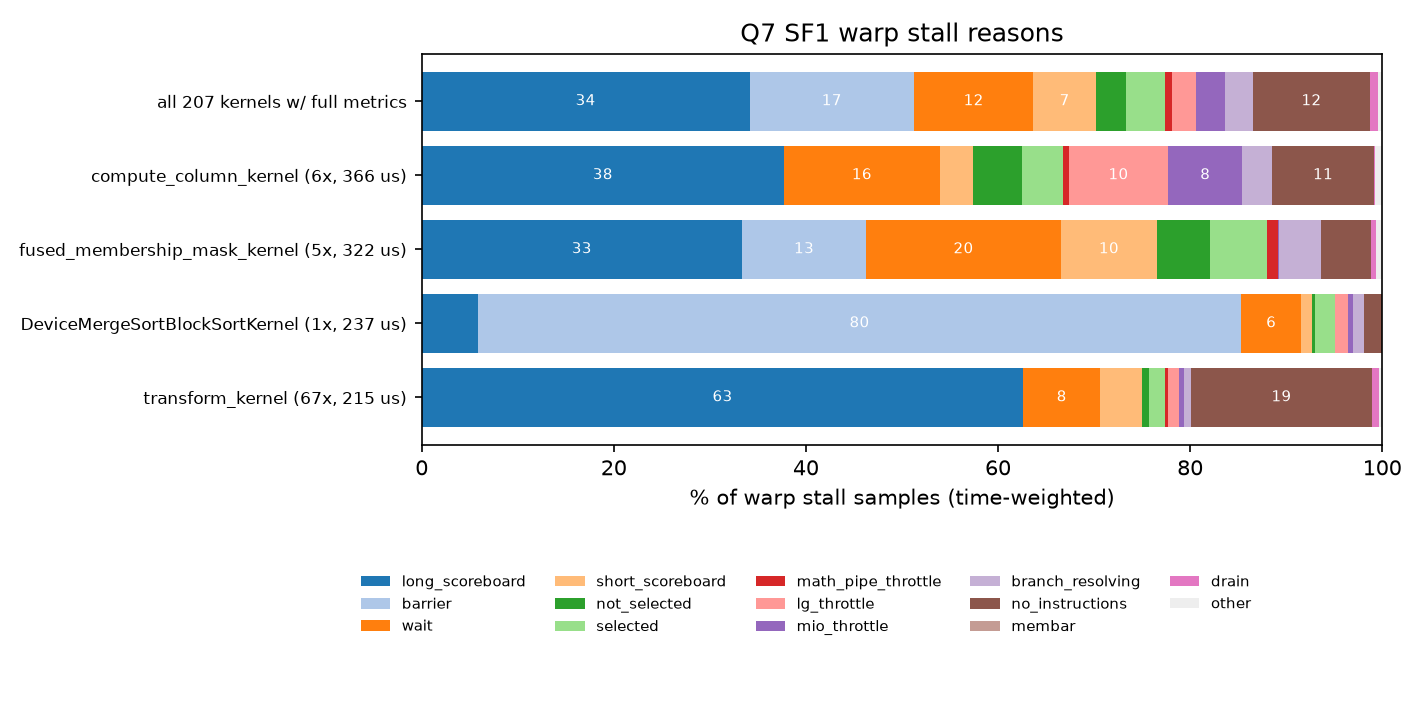 Q7 SF1 warp stall reasons
all 207 kernels w/ full metrics
34 17 12 7 12
compute_column_kernel (6x, 366 us)
38 16 10 8 11
fused_membership_mask_kernel (5x, 322 us)
33 13 20 10
DeviceMergeSortBlockSortKernel (1x, 237 us)
80 6
transform_kernel (67x, 215 us)
63 8 19
0 20 40 60 80 100
% of warp stall samples (time-weighted)
long_scoreboard short_scoreboard math_pipe_throttle branch_resolving drain
barrier not_selected lg_throttle no_instructions other
wait selected mio_throttle membar